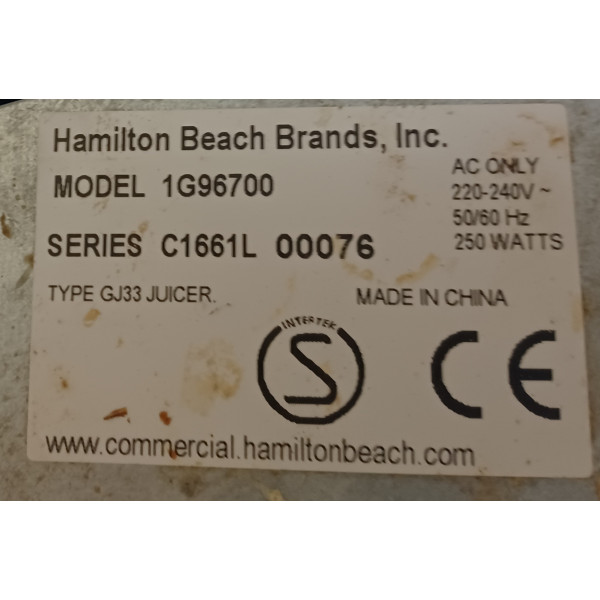 Hamilton Beach Brands, Inc.
MODEL 1G96700
AC ONLY
220-240V ~
50/60 Hz
250 WATTS
SERIES C1661L 00076
TYPE GJ33 JUICER.
MADE IN CHINA
INTERTEK
S
CE
www.commercial.hamiltonbeach.com